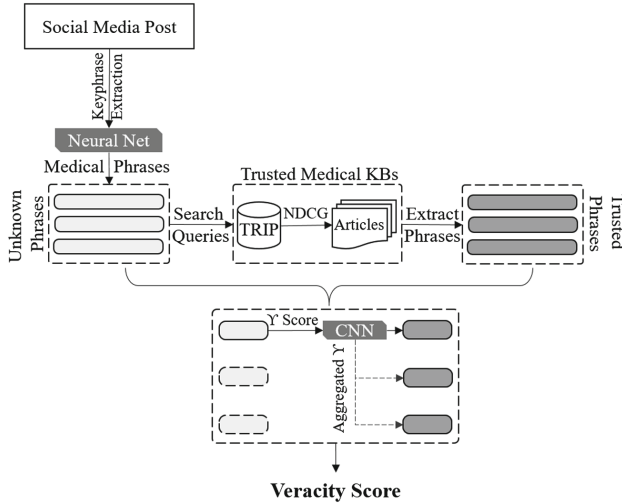 Social Media Post
Keyphrase
Extraction
Neural Net
Medical Phrases
Unknown
Phrases
Search
Queries
Trusted Medical KBs
TRIP
NDCG
Articles
Extract
Phrases
Trusted
Phrases
ϒ Score
CNN
Aggregated ϒ
Veracity Score